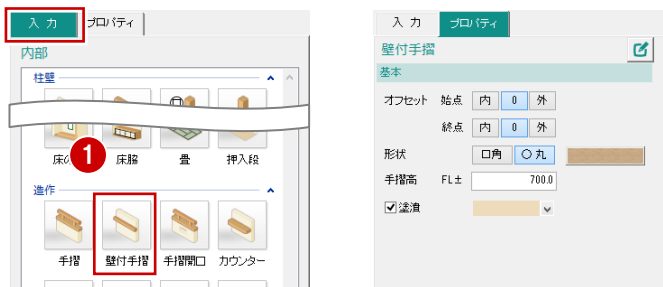 入 力 プロパティ
内部
柱壁
床の
床脇 畳 押入段
1
造作
手摺 壁付手摺 手摺開口 カウンター
入 力 プロパティ
壁付手摺
基本
オフセット 始点 内 0 外
終点 内 0 外
形状 □角 ○丸
手摺高 FL± 700.0
塗潰